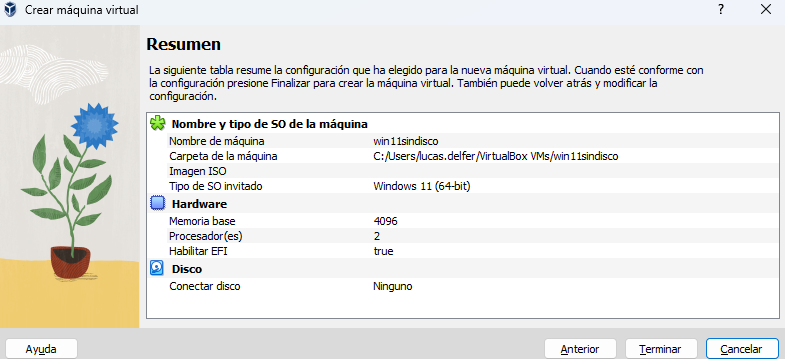 Crear máquina virtual
?
Resumen
La siguiente tabla resume la configuración que ha elegido para la nueva máquina virtual. Cuando esté conforme con
la configuración presione Finalizar para crear la máquina virtual. También puede volver atrás y modificar la
configuración.
Nombre y tipo de SO de la máquina
Nombre de máquina win11sindisco
Carpeta de la máquina C:/Users/lucas.delfer/VirtualBox VMs/win11sindisco
Imagen ISO
Tipo de SO invitado Windows 11 (64-bit)
Hardware
Memoria base 4096
Procesador(es) 2
Habilitar EFI true
Disco
Conectar disco Ninguno
Ayuda Anterior Terminar Cancelar